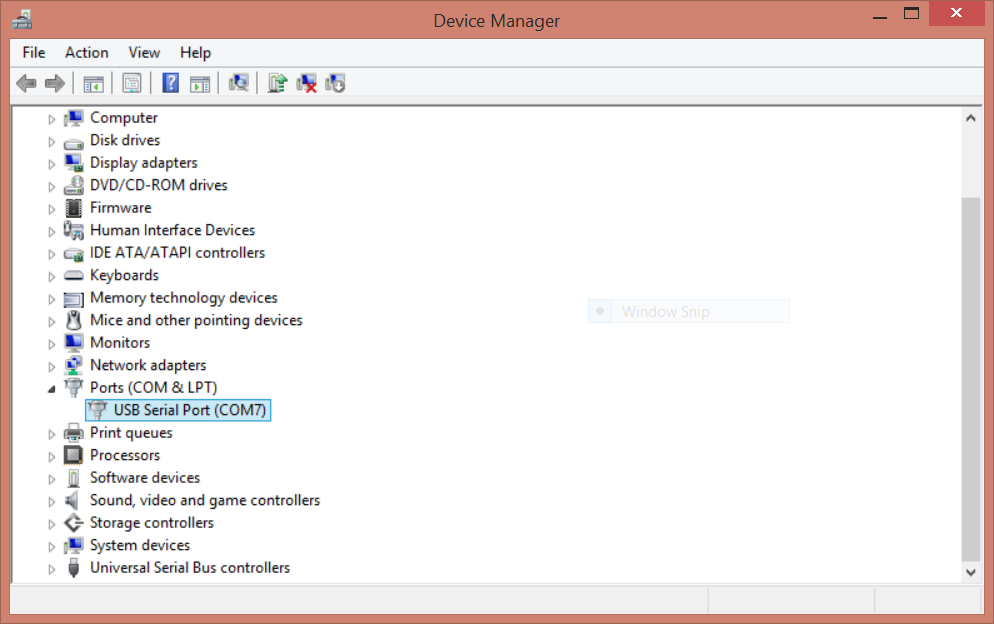 Device Manager
File Action View Help
Computer
Disk drives
Display adapters
DVD/CD-ROM drives
Firmware
Human Interface Devices
IDE ATA/ATAPI controllers
Keyboards
Memory technology devices
Window Snip
Mice and other pointing devices
Monitors
Network adapters
Ports (COM & LPT)
USB Serial Port (COM7)
Print queues
Processors
Software devices
Sound, video and game controllers
Storage controllers
System devices
Universal Serial Bus controllers